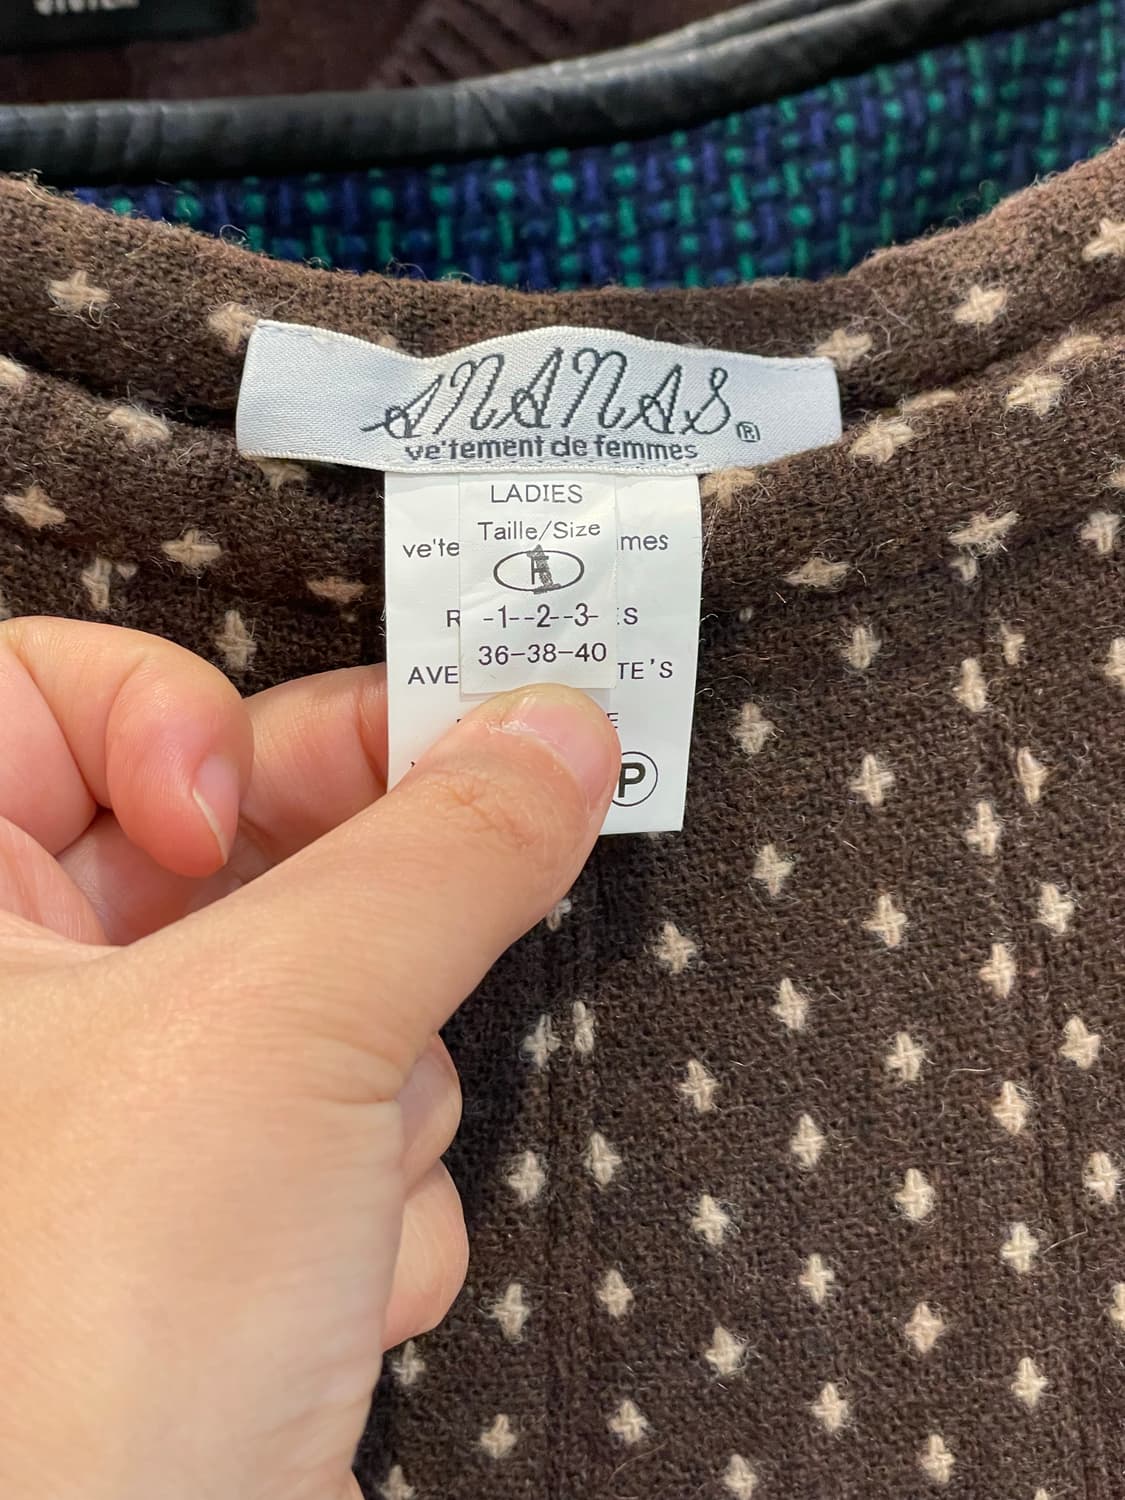 ANANAS®
ve'tement de femmes
LADIES
Taille/Size
-1--2--3-
36-38-40
ve'te
mes
R
ES
AVE
TE'S
E
P